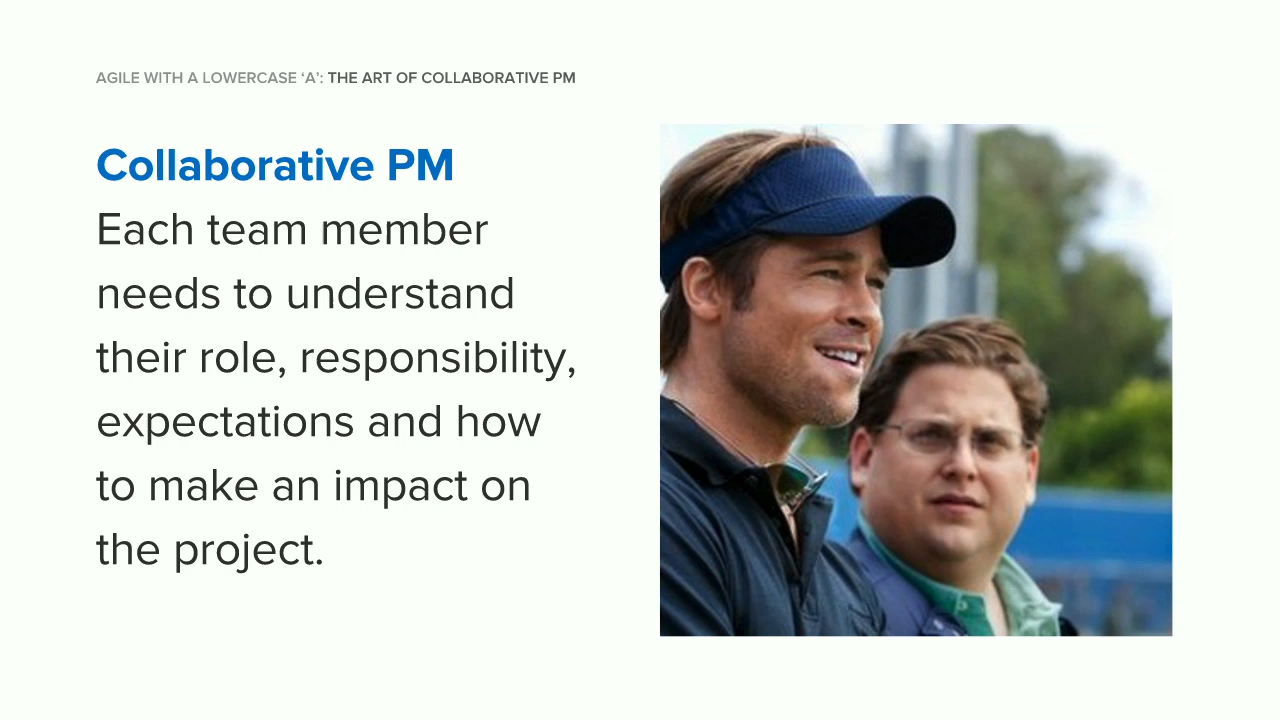 AGILE WITH A LOWERCASE ‘A’: THE ART OF COLLABORATIVE PM
Collaborative PM
Each team member
needs to understand
their role, responsibility,
expectations and how
to make an impact on
the project.